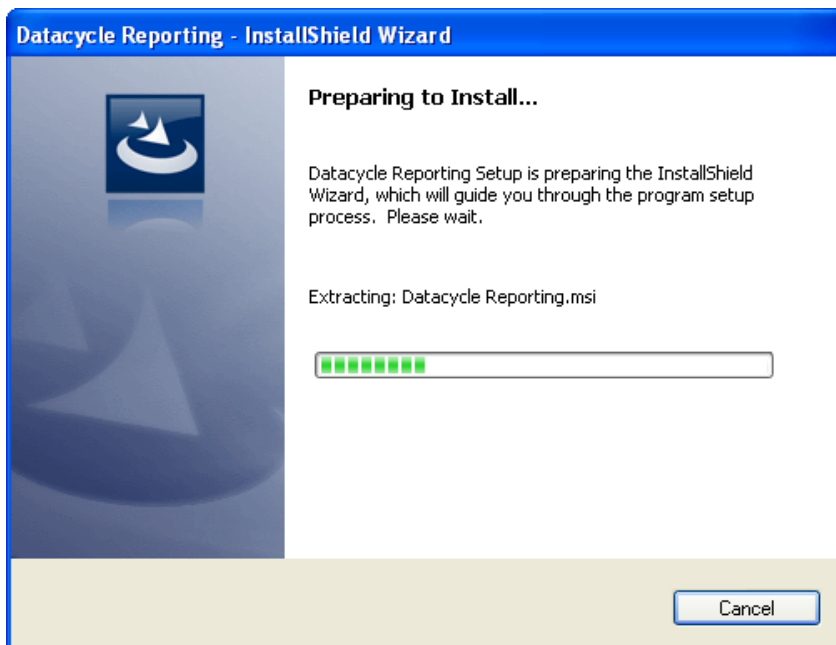 Datacycle Reporting - InstallShield Wizard
Preparing to Install...
Datacycle Reporting Setup is preparing the InstallShield
Wizard, which will guide you through the program setup
process. Please wait.
Extracting: Datacycle Reporting.msi
Cancel